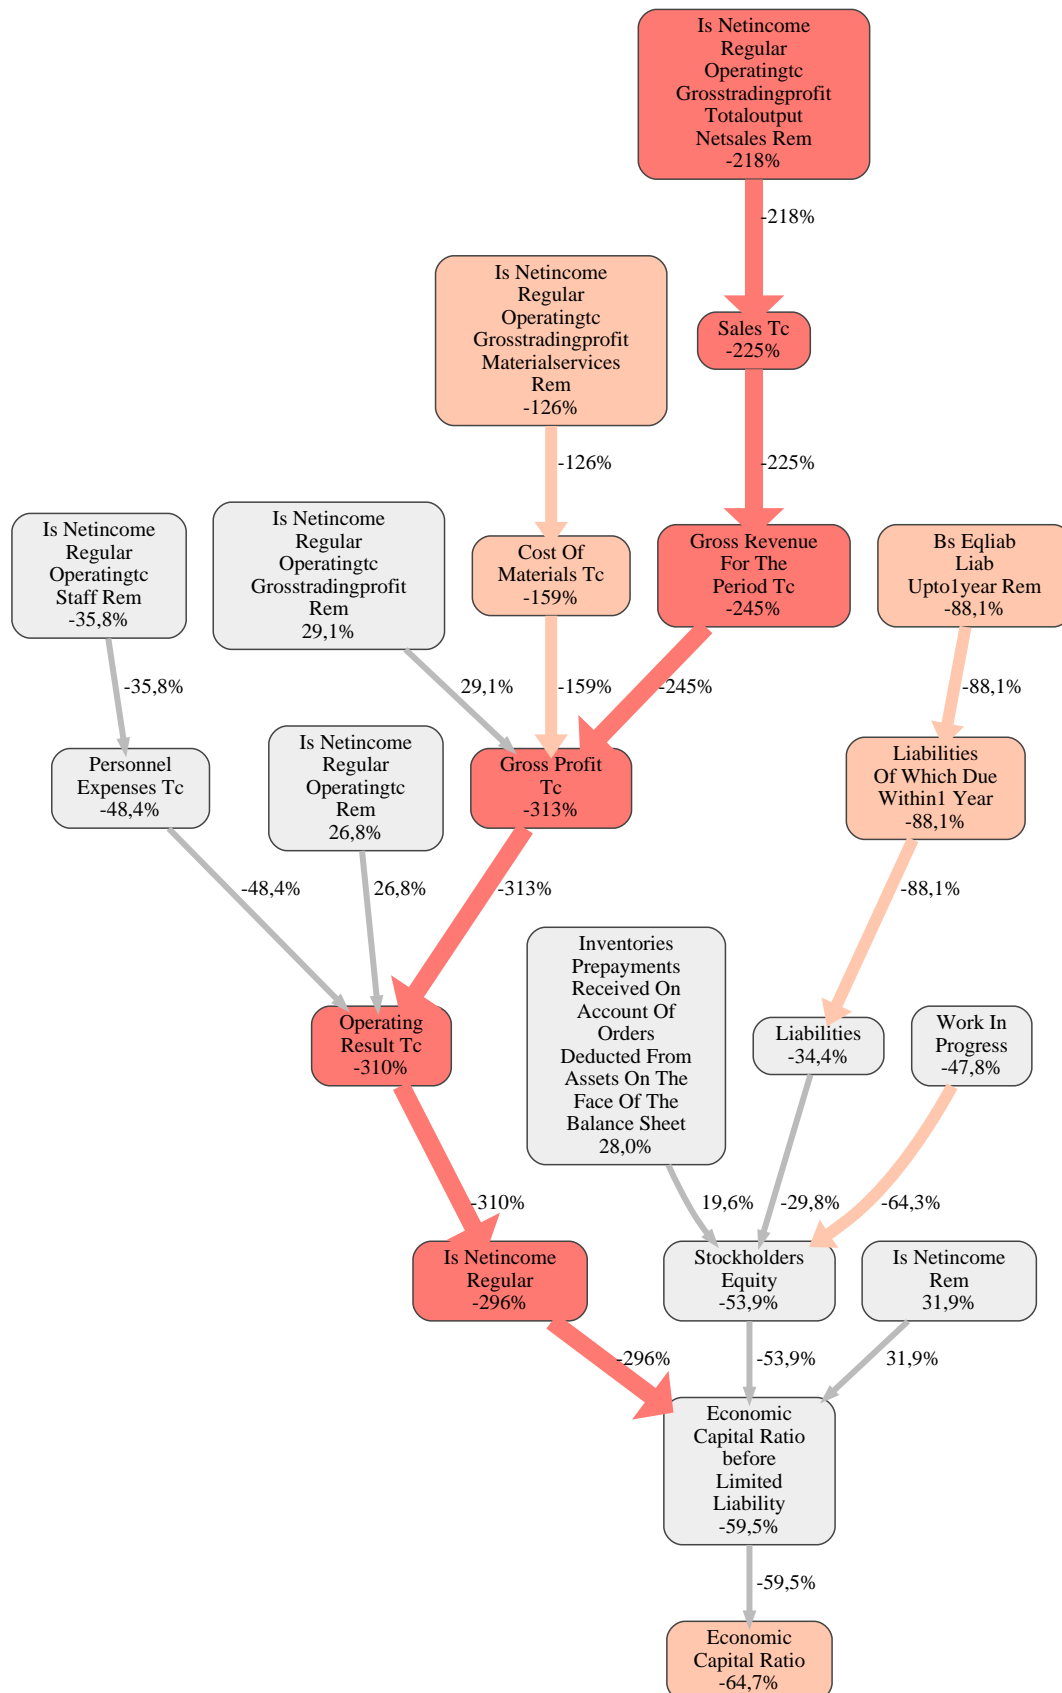 Is Netincome
Regular
Operatingtc
Grosstradingprofit
Totaloutput
Netsales Rem
-218%
-218%
Is Netincome
Regular
Operatingtc
Grosstradingprofit
Materialservices
Rem
-126%
Sales Tc
-225%
-126%
-225%
Is Netincome
Regular
Operatingtc
Staff Rem
-35,8%
Is Netincome
Regular
Operatingtc
Grosstradingprofit
Rem
29,1%
Cost Of
Materials Tc
-159%
Gross Revenue
For The
Period Tc
-245%
Bs Eqliab
Liab
Upto1year Rem
-88,1%
-35,8%
29,1%
-159%
-245%
-88,1%
Personnel
Expenses Tc
-48,4%
Is Netincome
Regular
Operatingtc
Rem
26,8%
Gross Profit
Tc
-313%
Liabilities
Of Which Due
Within1 Year
-88,1%
-48,4%
26,8%
-313%
-88,1%
Inventories
Prepayments
Received On
Account Of
Orders
Deducted From
Assets On The
Face Of The
Balance Sheet
28,0%
Operating
Result Tc
-310%
Liabilities
-34,4%
Work In
Progress
-47,8%
-310%
19,6%
-29,8%
-64,3%
Is Netincome
Regular
-296%
Stockholders
Equity
-53,9%
Is Netincome
Rem
31,9%
-296%
-53,9%
31,9%
Economic
Capital Ratio
before
Limited
Liability
-59,5%
-59,5%
Economic
Capital Ratio
-64,7%